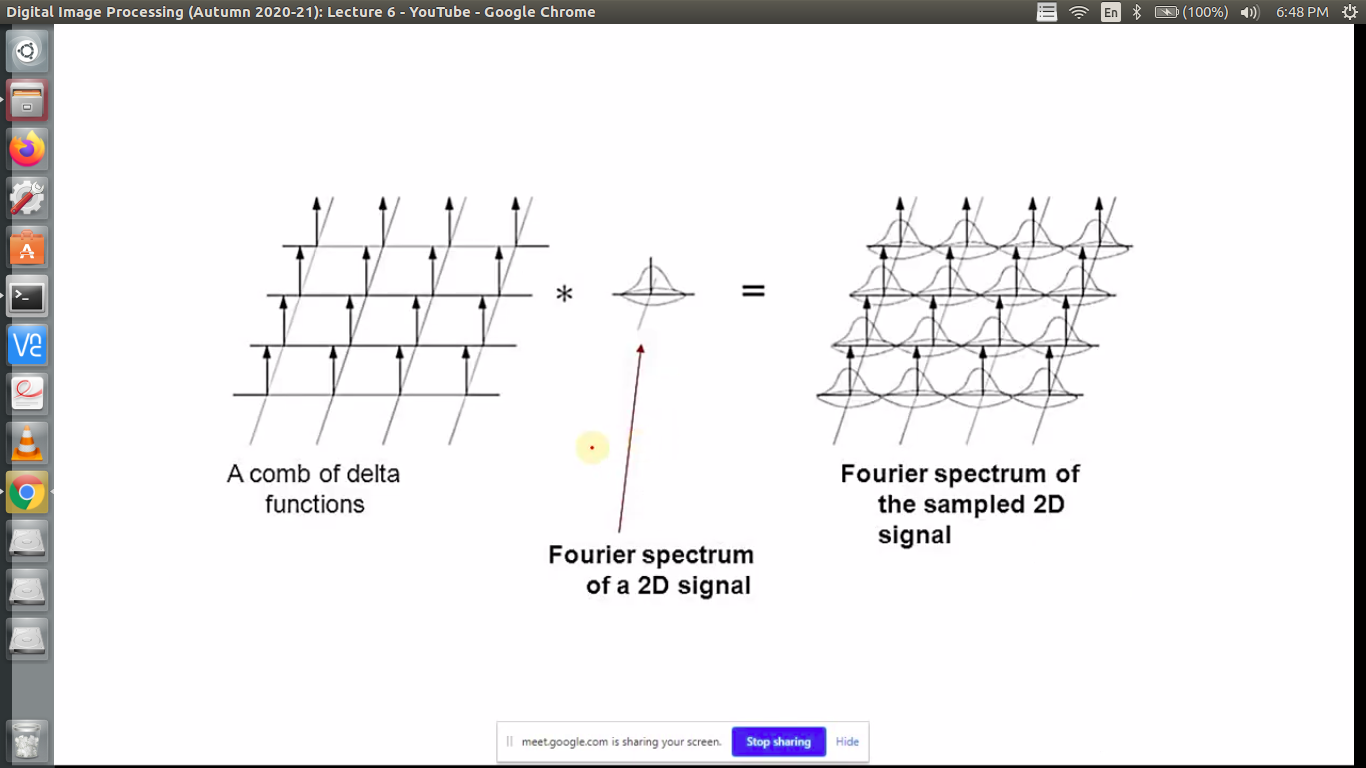 Digital Image Processing (Autumn 2020-21): Lecture 6 - YouTube - Google Chrome
En
(100%)
6:48 PM
*
=
A comb of delta
functions
Fourier spectrum
of a 2D signal
Fourier spectrum of
the sampled 2D
signal
meet.google.com is sharing your screen.
Stop sharing
Hide